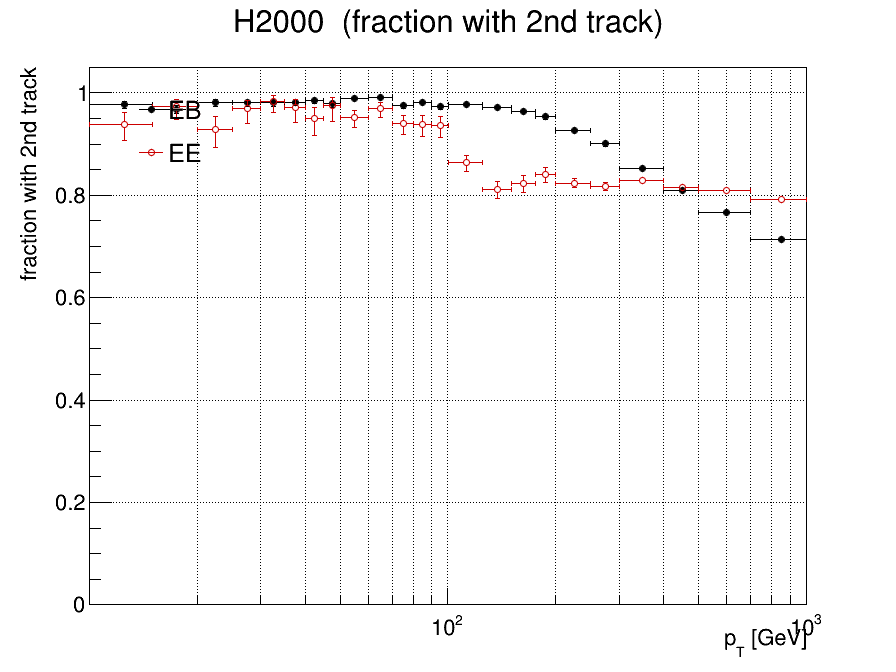 H2000 (fraction with 2nd track)
fraction with 2nd track
1
EB
EE
0.8
0.6
0.4
0.2
0
10²
10³
p_T [GeV]